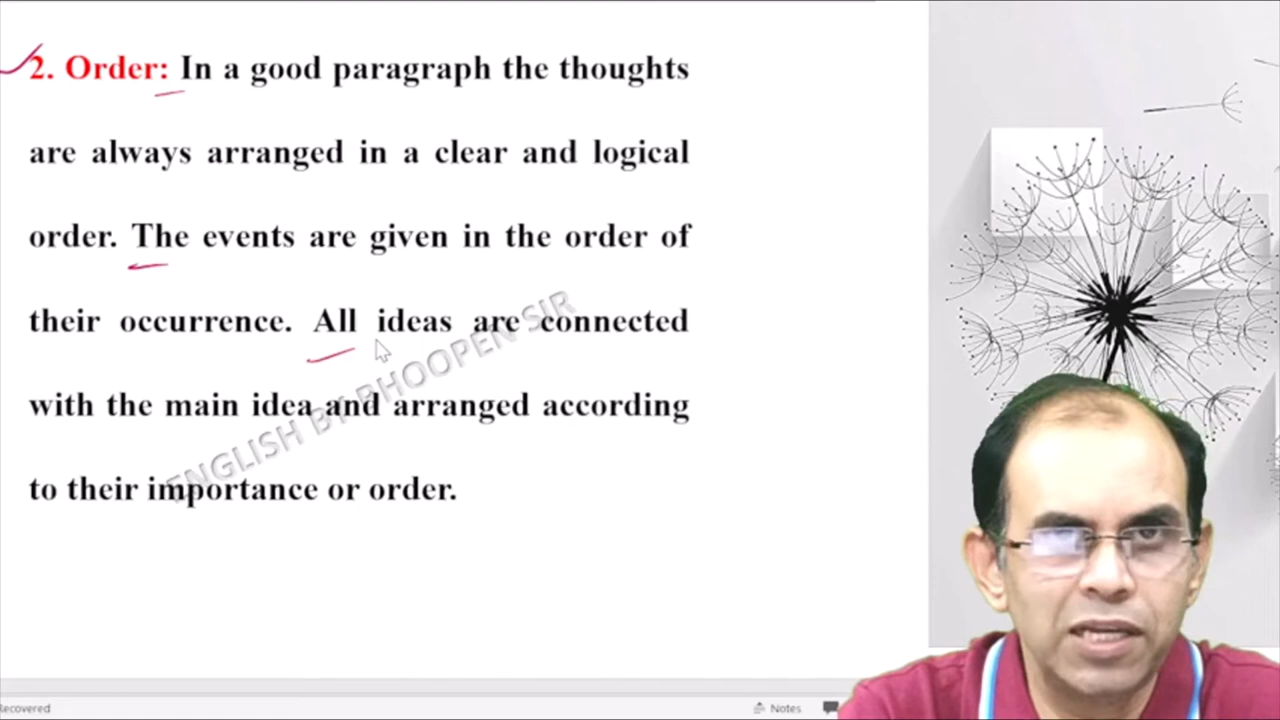 2. Order: In a good paragraph the thoughts
are always arranged in a clear and logical
order. The events are given in the order of
their occurrence. All ideas are connected
with the main idea and arranged according
to their importance or order.
ENGLISH BY BHOOPEN SIR
Recovered
Notes